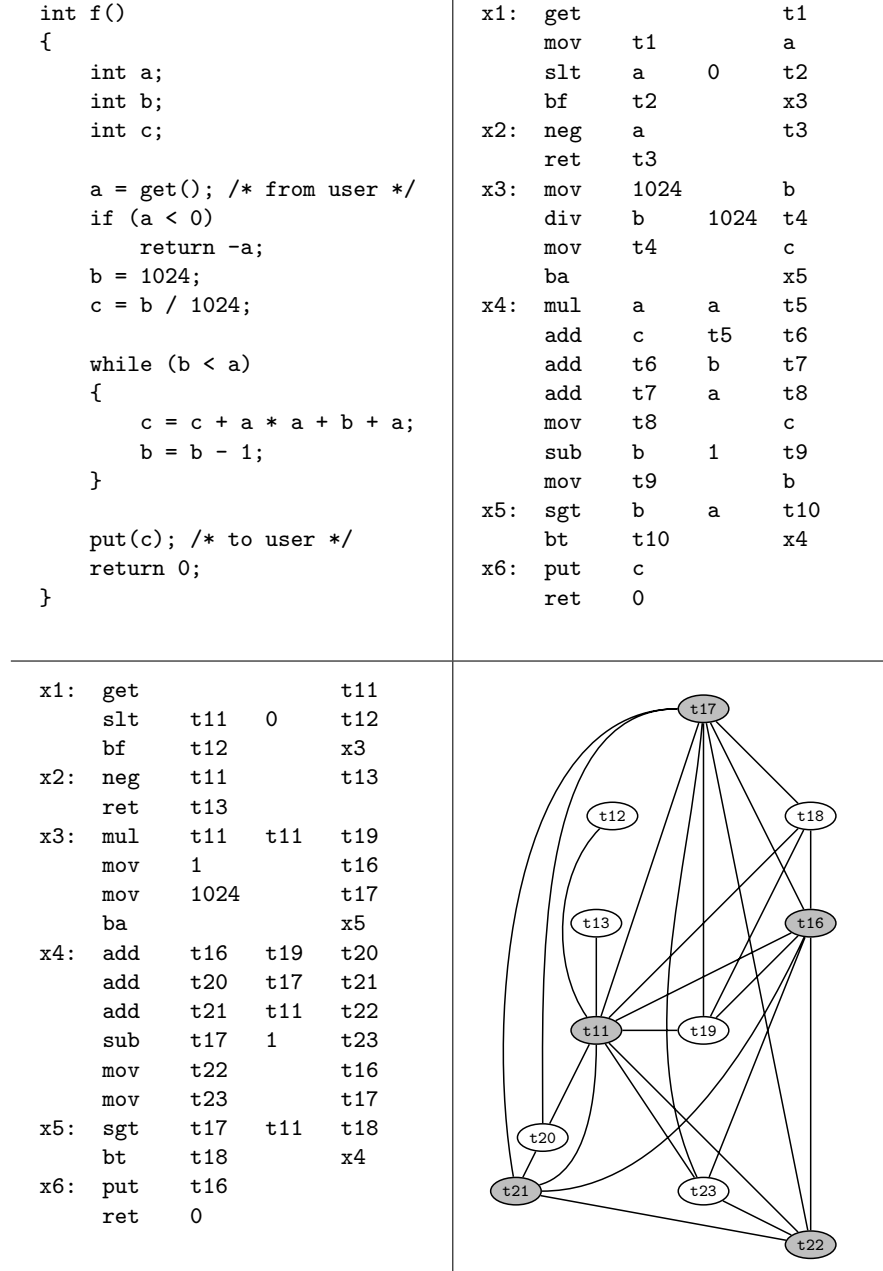 int f()
{
    int a;
    int b;
    int c;
    a = get(); /* from user */
    if (a < 0)
        return -a;
    b = 1024;
    c = b / 1024;
    while (b < a)
    {
        c = c + a * a + b + a;
        b = b - 1;
    }
    put(c); /* to user */
    return 0;
}
x1: get t1
mov t1 a
slt a 0 t2
bf t2 x3
x2: neg a t3
ret t3
x3: mov 1024 b
div b 1024 t4
mov t4 c
ba x5
x4: mul a a t5
add c t5 t6
add t6 b t7
add t7 a t8
mov t8 c
sub b 1 t9
mov t9 b
x5: sgt b a t10
bt t10 x4
x6: put c
ret 0
x1: get t11
slt t11 0 t12
bf t12 x3
x2: neg t11 t13
ret t13
x3: mul t11 t11 t19
mov 1 t16
mov 1024 t17
ba x5
x4: add t16 t19 t20
add t20 t17 t21
add t21 t11 t22
sub t17 1 t23
mov t22 t16
mov t23 t17
x5: sgt t17 t11 t18
bt t18 x4
x6: put t16
ret 0
t17
t12 t18
t13 t16
t11 t19
t20
t21 t23
t22